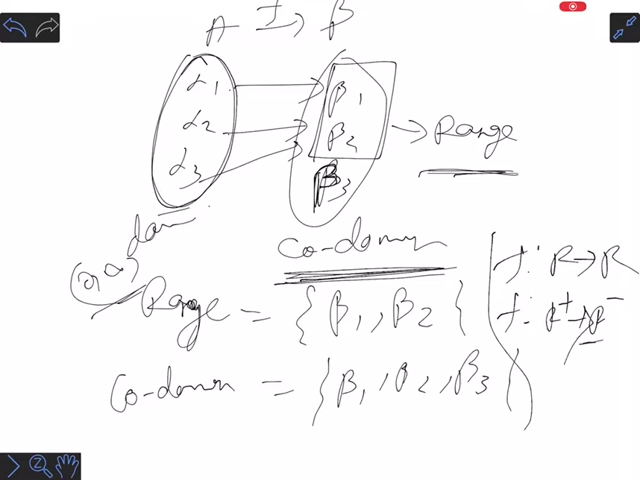 A f→ B
α1 β1
α2 β2 → Range
α3 β3
dom
Co-domain
Range = {β1, β2}
f: R→R
f: R+→R-
Co-domain = {β1, β2, β3}